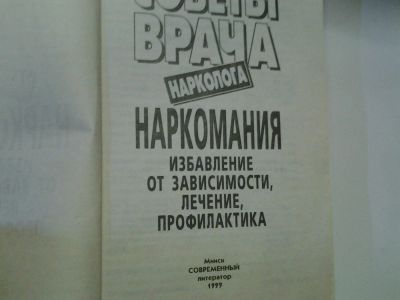 СОВЕТЫ
ВРАЧА
НАРКОЛОГА
НАРКОМАНИЯ
ИЗБАВЛЕНИЕ
ОТ ЗАВИСИМОСТИ,
ЛЕЧЕНИЕ,
ПРОФИЛАКТИКА
Минск
СОВРЕМЕННЫЙ
литератор
1999